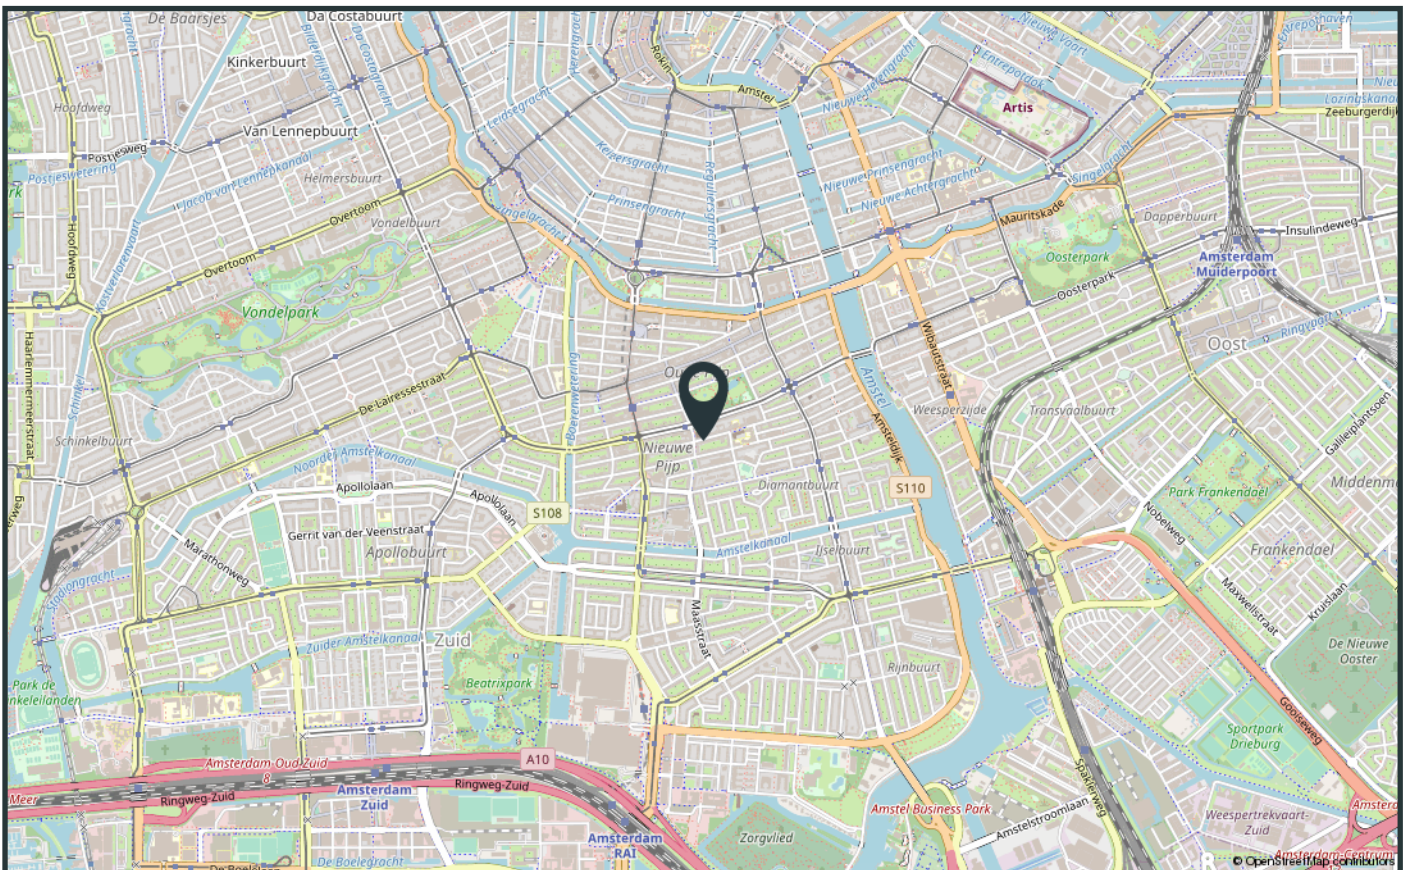 De Baarsjes
Da Costabuurt
Kinkerbuurt
Bilderdijkgracht
Da Costagracht
Herengracht
Rokin
Amstel
Nieuwe Herengracht
Nieuwe Vaart
Entrepotdok
Artis
Hoofdweg
Van Lennepbuurt
Leidsegracht
Lozingskanaal
Zeeburgerdijk
Postjesweg
Postjeswetering
Jacob van Lennepkanaal
Helmersbuurt
Keizersgracht
Reguliersgracht
Nieuwe Prinsengracht
Nieuwe Achtergracht
Singelgracht
Prinsengracht
Overtoom
Vondelbuurt
Singelgracht
Mauritskade
Dapperbuurt
Insulindeweg
Hoofdweg
Kostverlorenvaart
Overtoom
Oosterpark
Amsterdam
Muiderpoort
Vondelpark
Oosterpark
Ringvaart
Haarlemmermeerstraat
Schinkel
Boerenwetering
Wibautstraat
Oost
De Lairessestraat
Amstel
Weesperzijde
Transvaalbuurt
Galileiplantsoen
Schinkelbuurt
Amsteldijk
Nieuwe
Pijp
Noorder Amstelkanaal
Apollolaan
Apollolaan
Diamantbuurt
S110
Park Frankendael
S108
Nobelweg
Gerrit van der Veenstraat
Apollobuurt
Amstelkanaal
IJselbuurt
Frankendael
Marathonweg
Stadiongracht
Maxwellstraat
Kruislaan
Maasstraat
Zuider Amstelkanaal
Zuid
De Nieuwe
Ooster
Rijnbuurt
Park de
Beatrixpark
Gooiseweg
Sportpark
Drieburg
Amsterdam-Oud-Zuid
8
A10
Spaklerweg
Ringweg-Zuid
Ringweg-Zuid
Amsterdam
Zuid
Amstel Business Park
Amstelstroomlaan
Weespertrekvaart-
Zuid
Amsterdam
RAI
Zorgvlied
De Boelegracht
© OpenStreetMap contributors